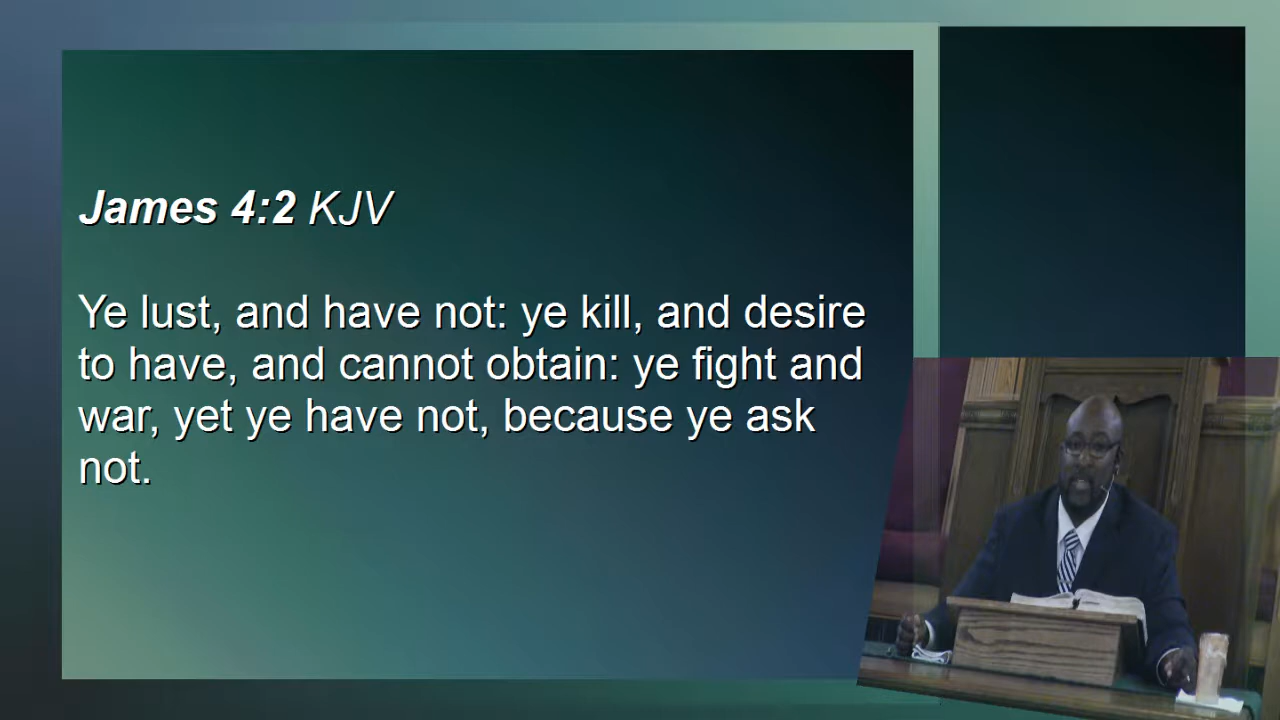 James 4:2 KJV
Ye lust, and have not: ye kill, and desire
to have, and cannot obtain: ye fight and
war, yet ye have not, because ye ask
not.